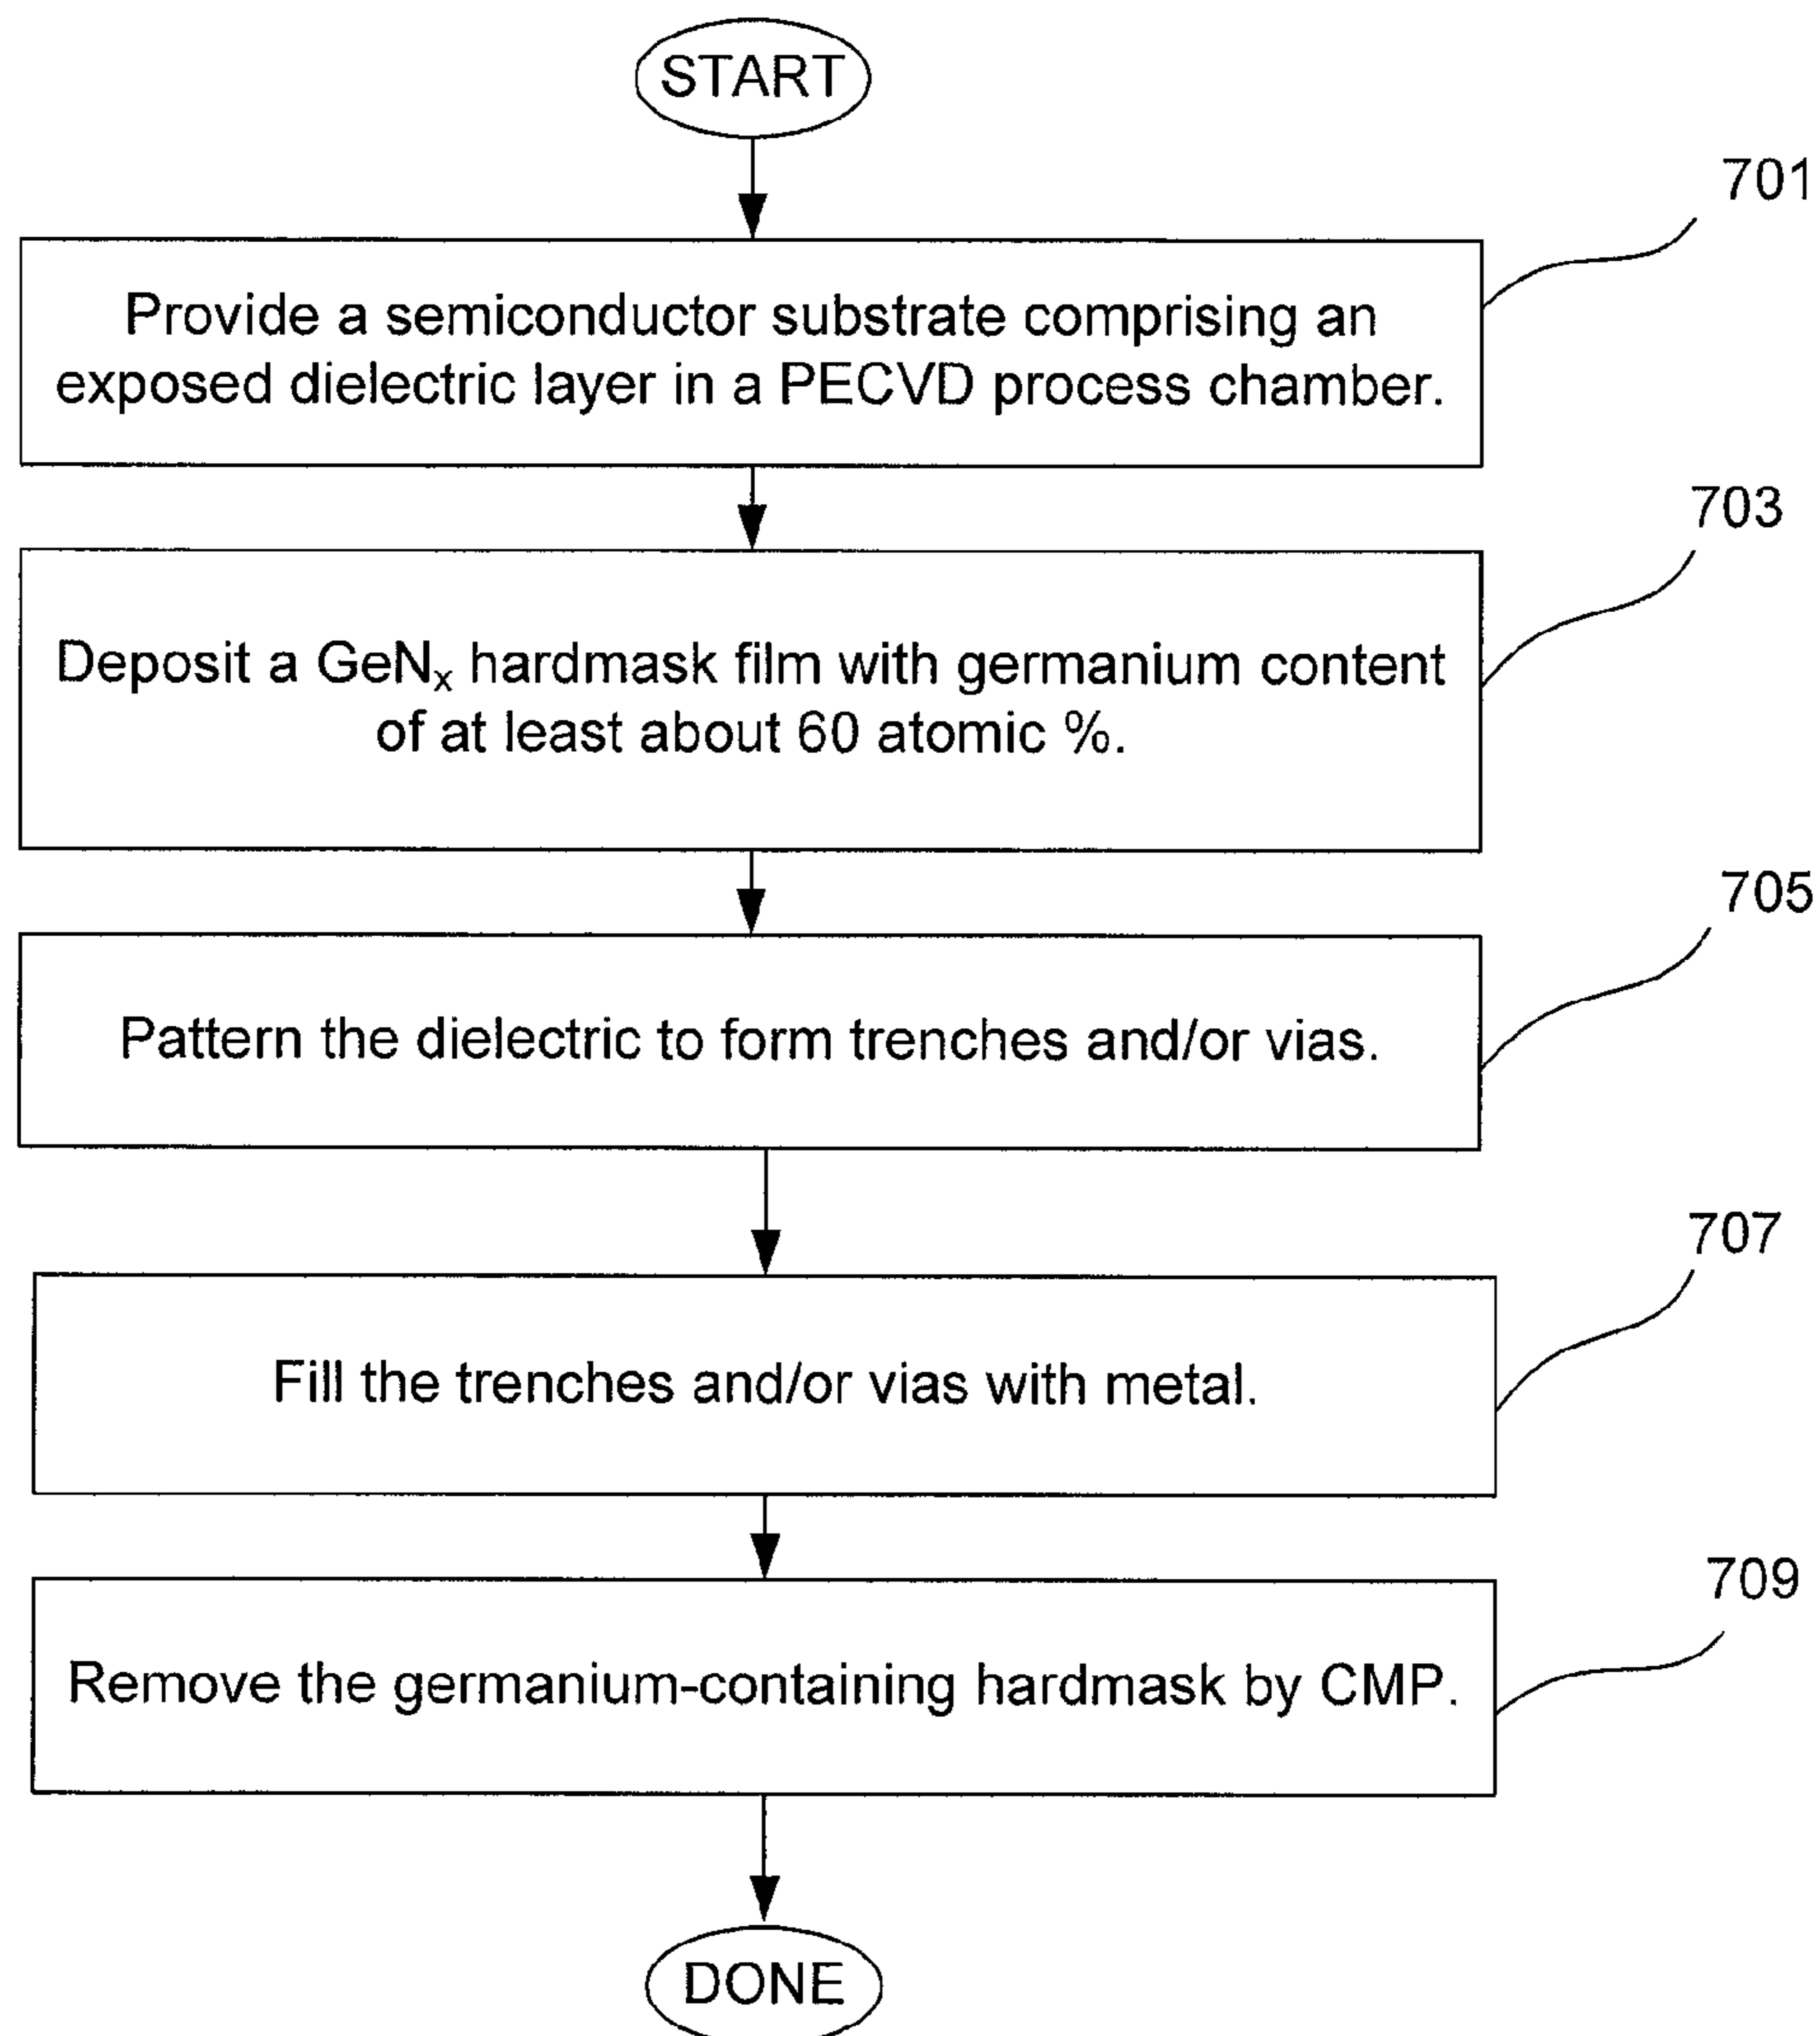 START
701
Provide a semiconductor substrate comprising an
exposed dielectric layer in a PECVD process chamber.
703
Deposit a GeNₓ hardmask film with germanium content
of at least about 60 atomic %.
705
Pattern the dielectric to form trenches and/or vias.
707
Fill the trenches and/or vias with metal.
709
Remove the germanium-containing hardmask by CMP.
DONE